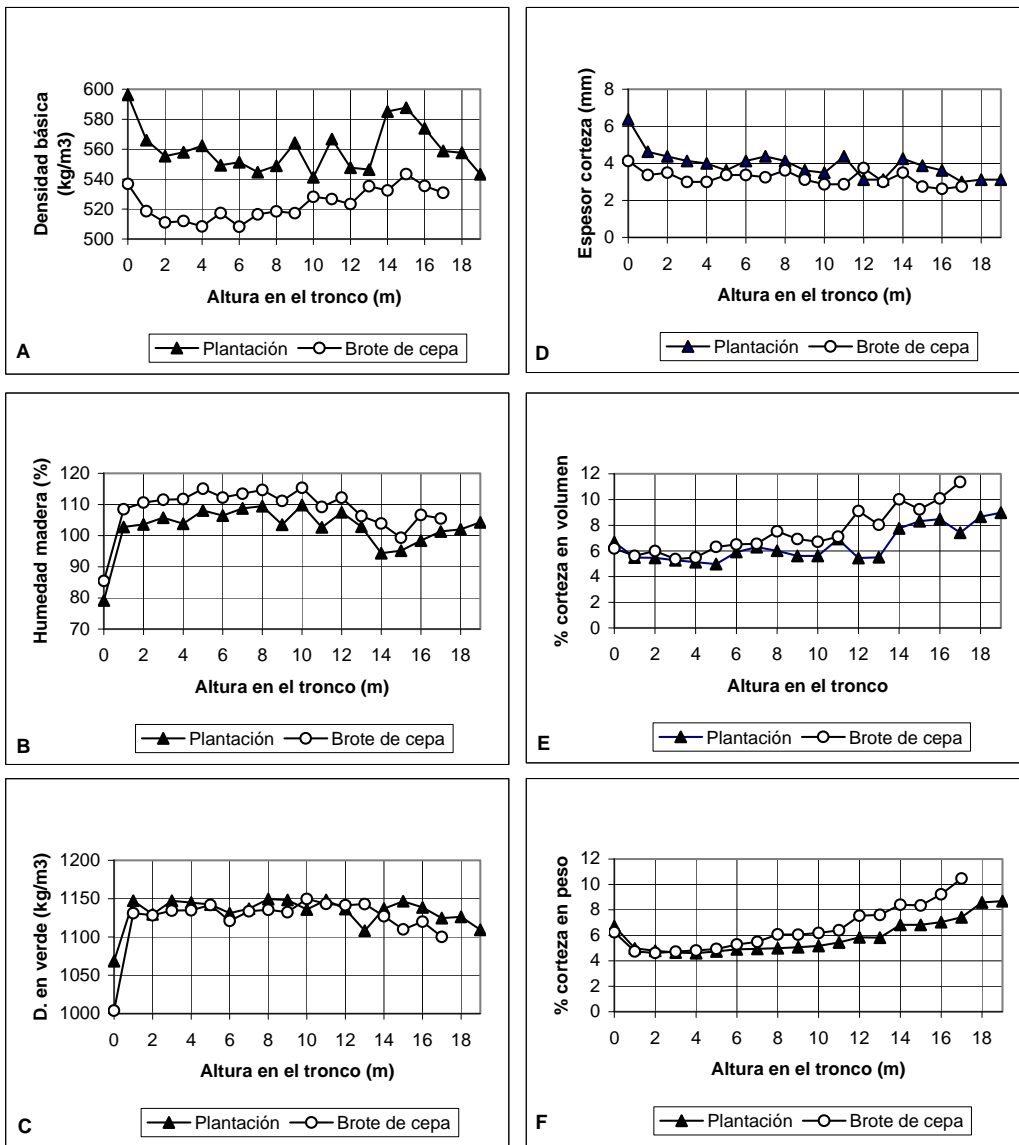 Densidad básica
(kg/m3)
600
580
560
540
520
500
0 2 4 6 8 10 12 14 16 18
Altura en el tronco (m)
A
Plantación Brote de cepa
Espesor corteza (mm)
8
6
4
2
0
0 2 4 6 8 10 12 14 16 18
Altura en el tronco (m)
D
Plantación Brote de cepa
Humedad madera (%)
120
110
100
90
80
70
0 2 4 6 8 10 12 14 16 18
Altura en el tronco (m)
B
Plantación Brote de cepa
% corteza en volumen
12
10
8
6
4
2
0
0 2 4 6 8 10 12 14 16 18
Altura en el tronco
E
Plantación Brote de cepa
D. en verde (kg/m3)
1200
1150
1100
1050
1000
0 2 4 6 8 10 12 14 16 18
Altura en el tronco (m)
C
Plantación Brote de cepa
% corteza en peso
12
10
8
6
4
2
0
0 2 4 6 8 10 12 14 16 18
Altura en el tronco (m)
F
Plantación Brote de cepa